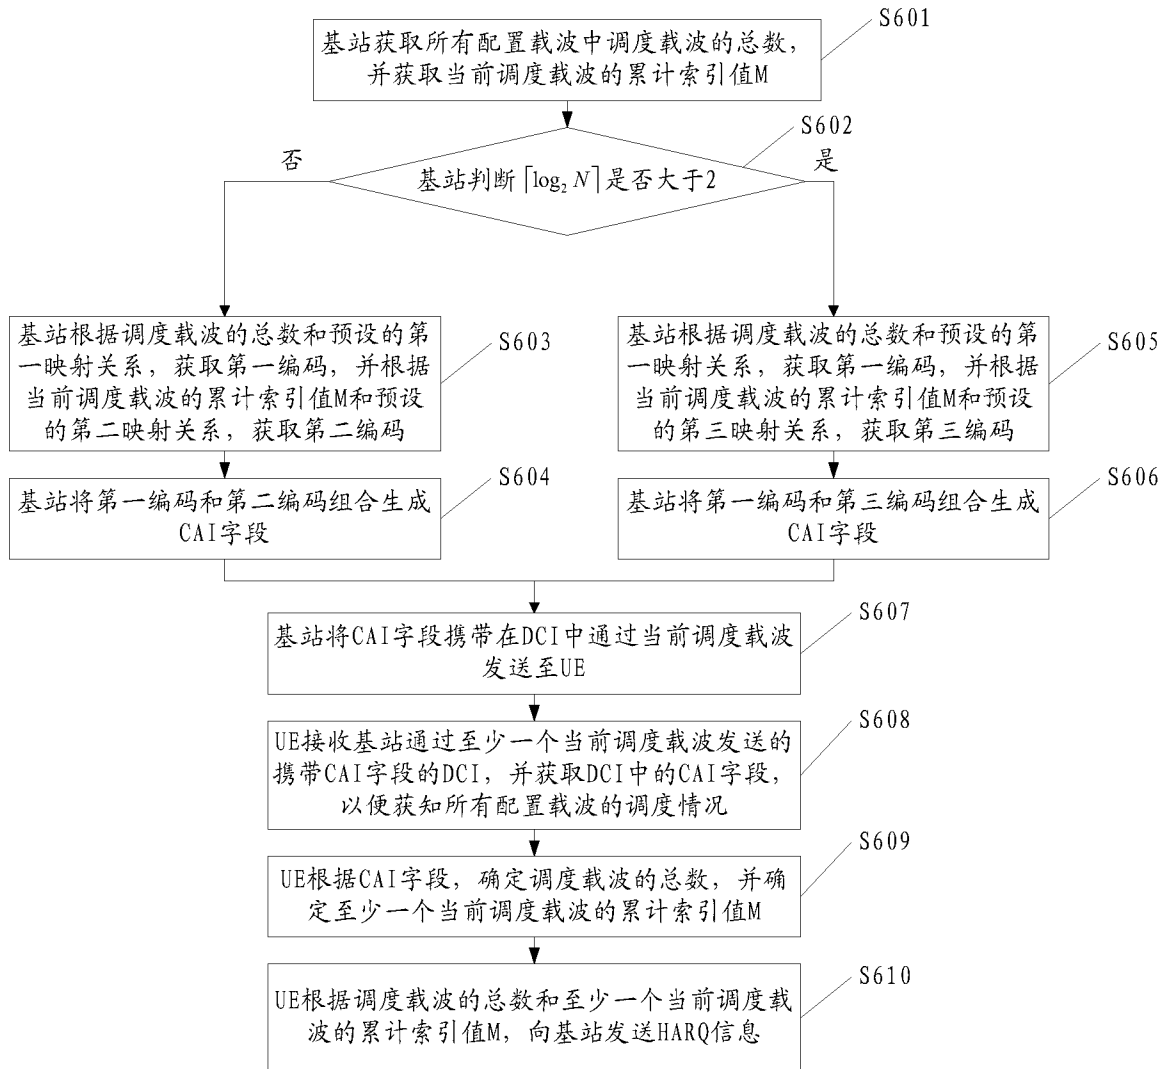 S601
基站获取所有配置载波中调度载波的总数,
并获取当前调度载波的累计索引值M
S602
否
是
基站判断⌈log₂ N⌉是否大于2
基站根据调度载波的总数和预设的第
一映射关系, 获取第一编码, 并根据
当前调度载波的累计索引值M和预设
的第二映射关系, 获取第二编码
S603
基站根据调度载波的总数和预设的第
一映射关系, 获取第一编码, 并根据
当前调度载波的累计索引值M和预设
的第三映射关系, 获取第三编码
S605
基站将第一编码和第二编码组合生成
CAI字段
S604
基站将第一编码和第三编码组合生成
CAI字段
S606
S607
基站将CAI字段携带在DCI中通过当前调度载波
发送至UE
S608
UE接收基站通过至少一个当前调度载波发送的
携带CAI字段的DCI, 并获取DCI中的CAI字段,
以便获知所有配置载波的调度情况
S609
UE根据CAI字段, 确定调度载波的总数, 并确
定至少一个当前调度载波的累计索引值M
S610
UE根据调度载波的总数和至少一个当前调度载
波的累计索引值M, 向基站发送HARQ信息